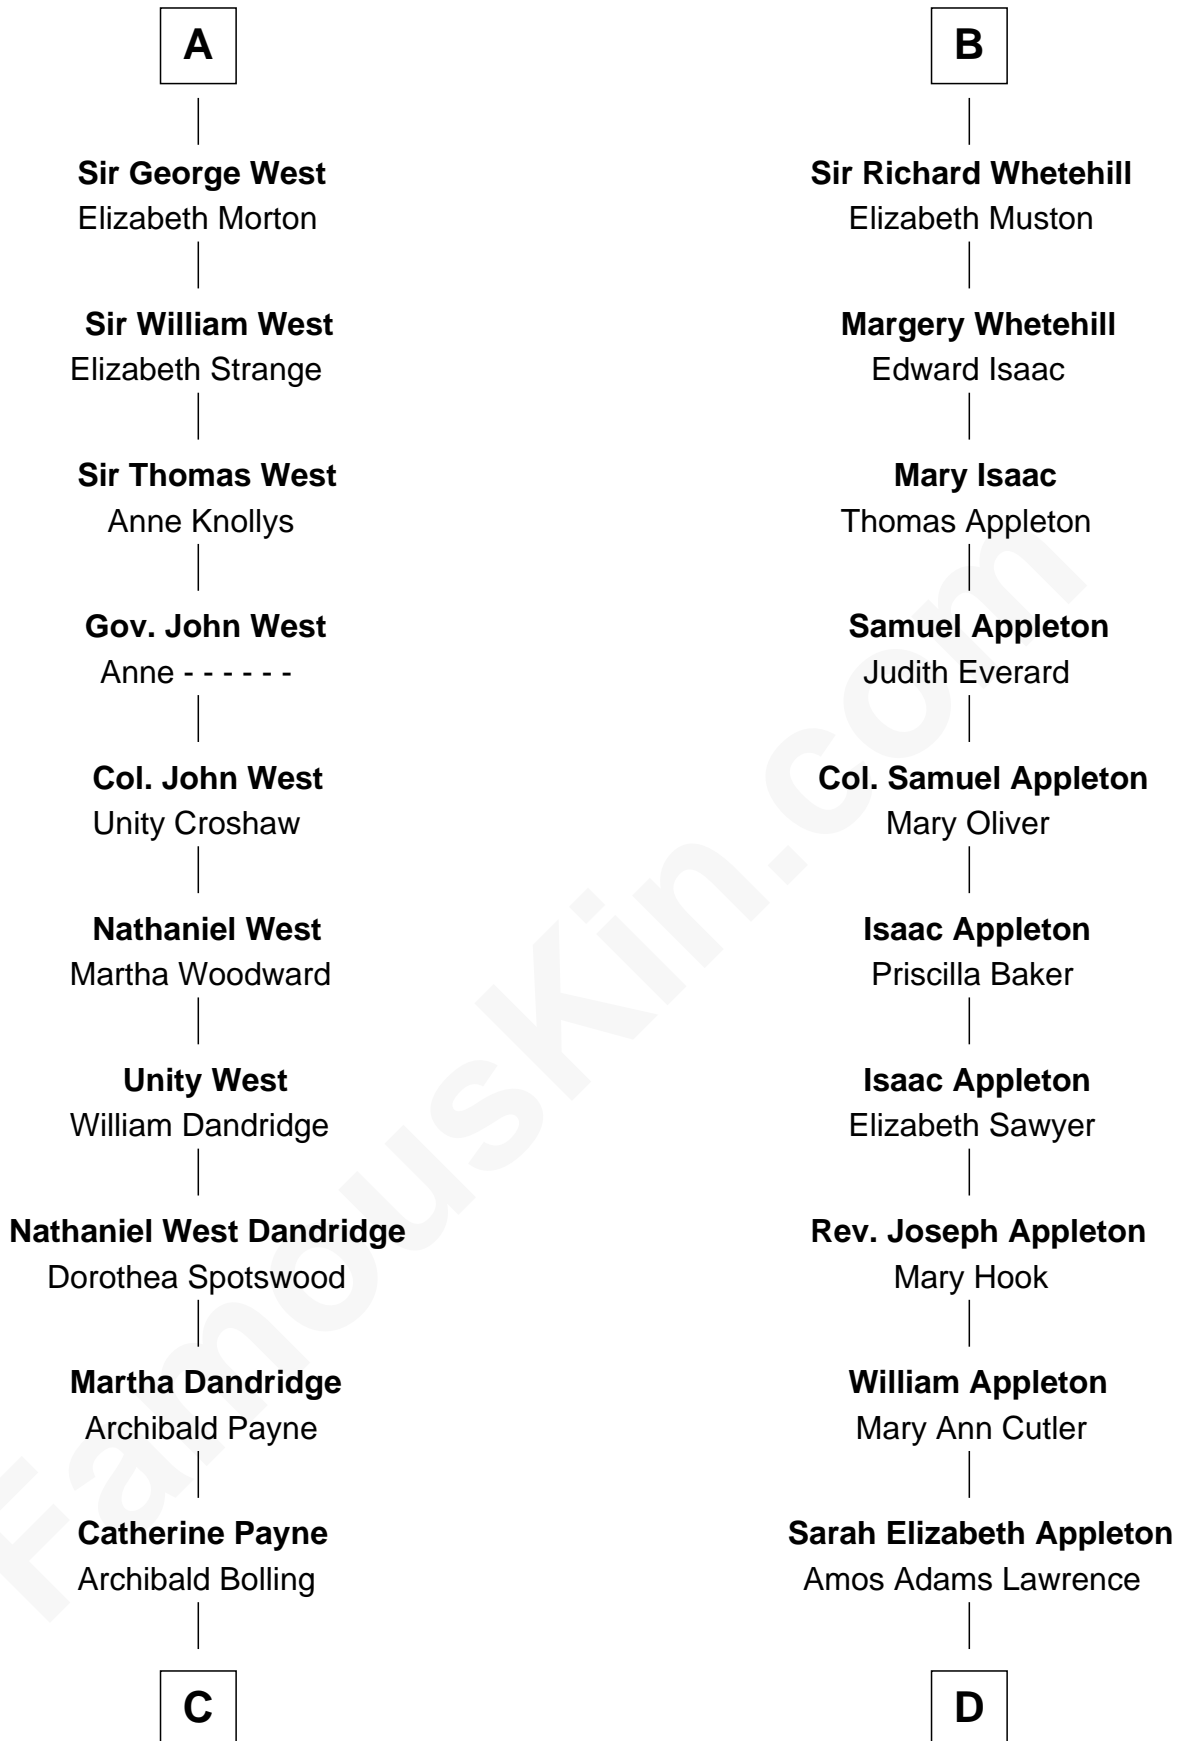 A
Sir George West
Elizabeth Morton
Sir William West
Elizabeth Strange
Sir Thomas West
Anne Knollys
Gov. John West
Anne - - - - - -
Col. John West
Unity Croshaw
Nathaniel West
Martha Woodward
Unity West
William Dandridge
Nathaniel West Dandridge
Dorothea Spotswood
Martha Dandridge
Archibald Payne
Catherine Payne
Archibald Bolling
C
B
Sir Richard Whetehill
Elizabeth Muston
Margery Whetehill
Edward Isaac
Mary Isaac
Thomas Appleton
Samuel Appleton
Judith Everard
Col. Samuel Appleton
Mary Oliver
Isaac Appleton
Priscilla Baker
Isaac Appleton
Elizabeth Sawyer
Rev. Joseph Appleton
Mary Hook
William Appleton
Mary Ann Cutler
Sarah Elizabeth Appleton
Amos Adams Lawrence
D
FamousKin.com